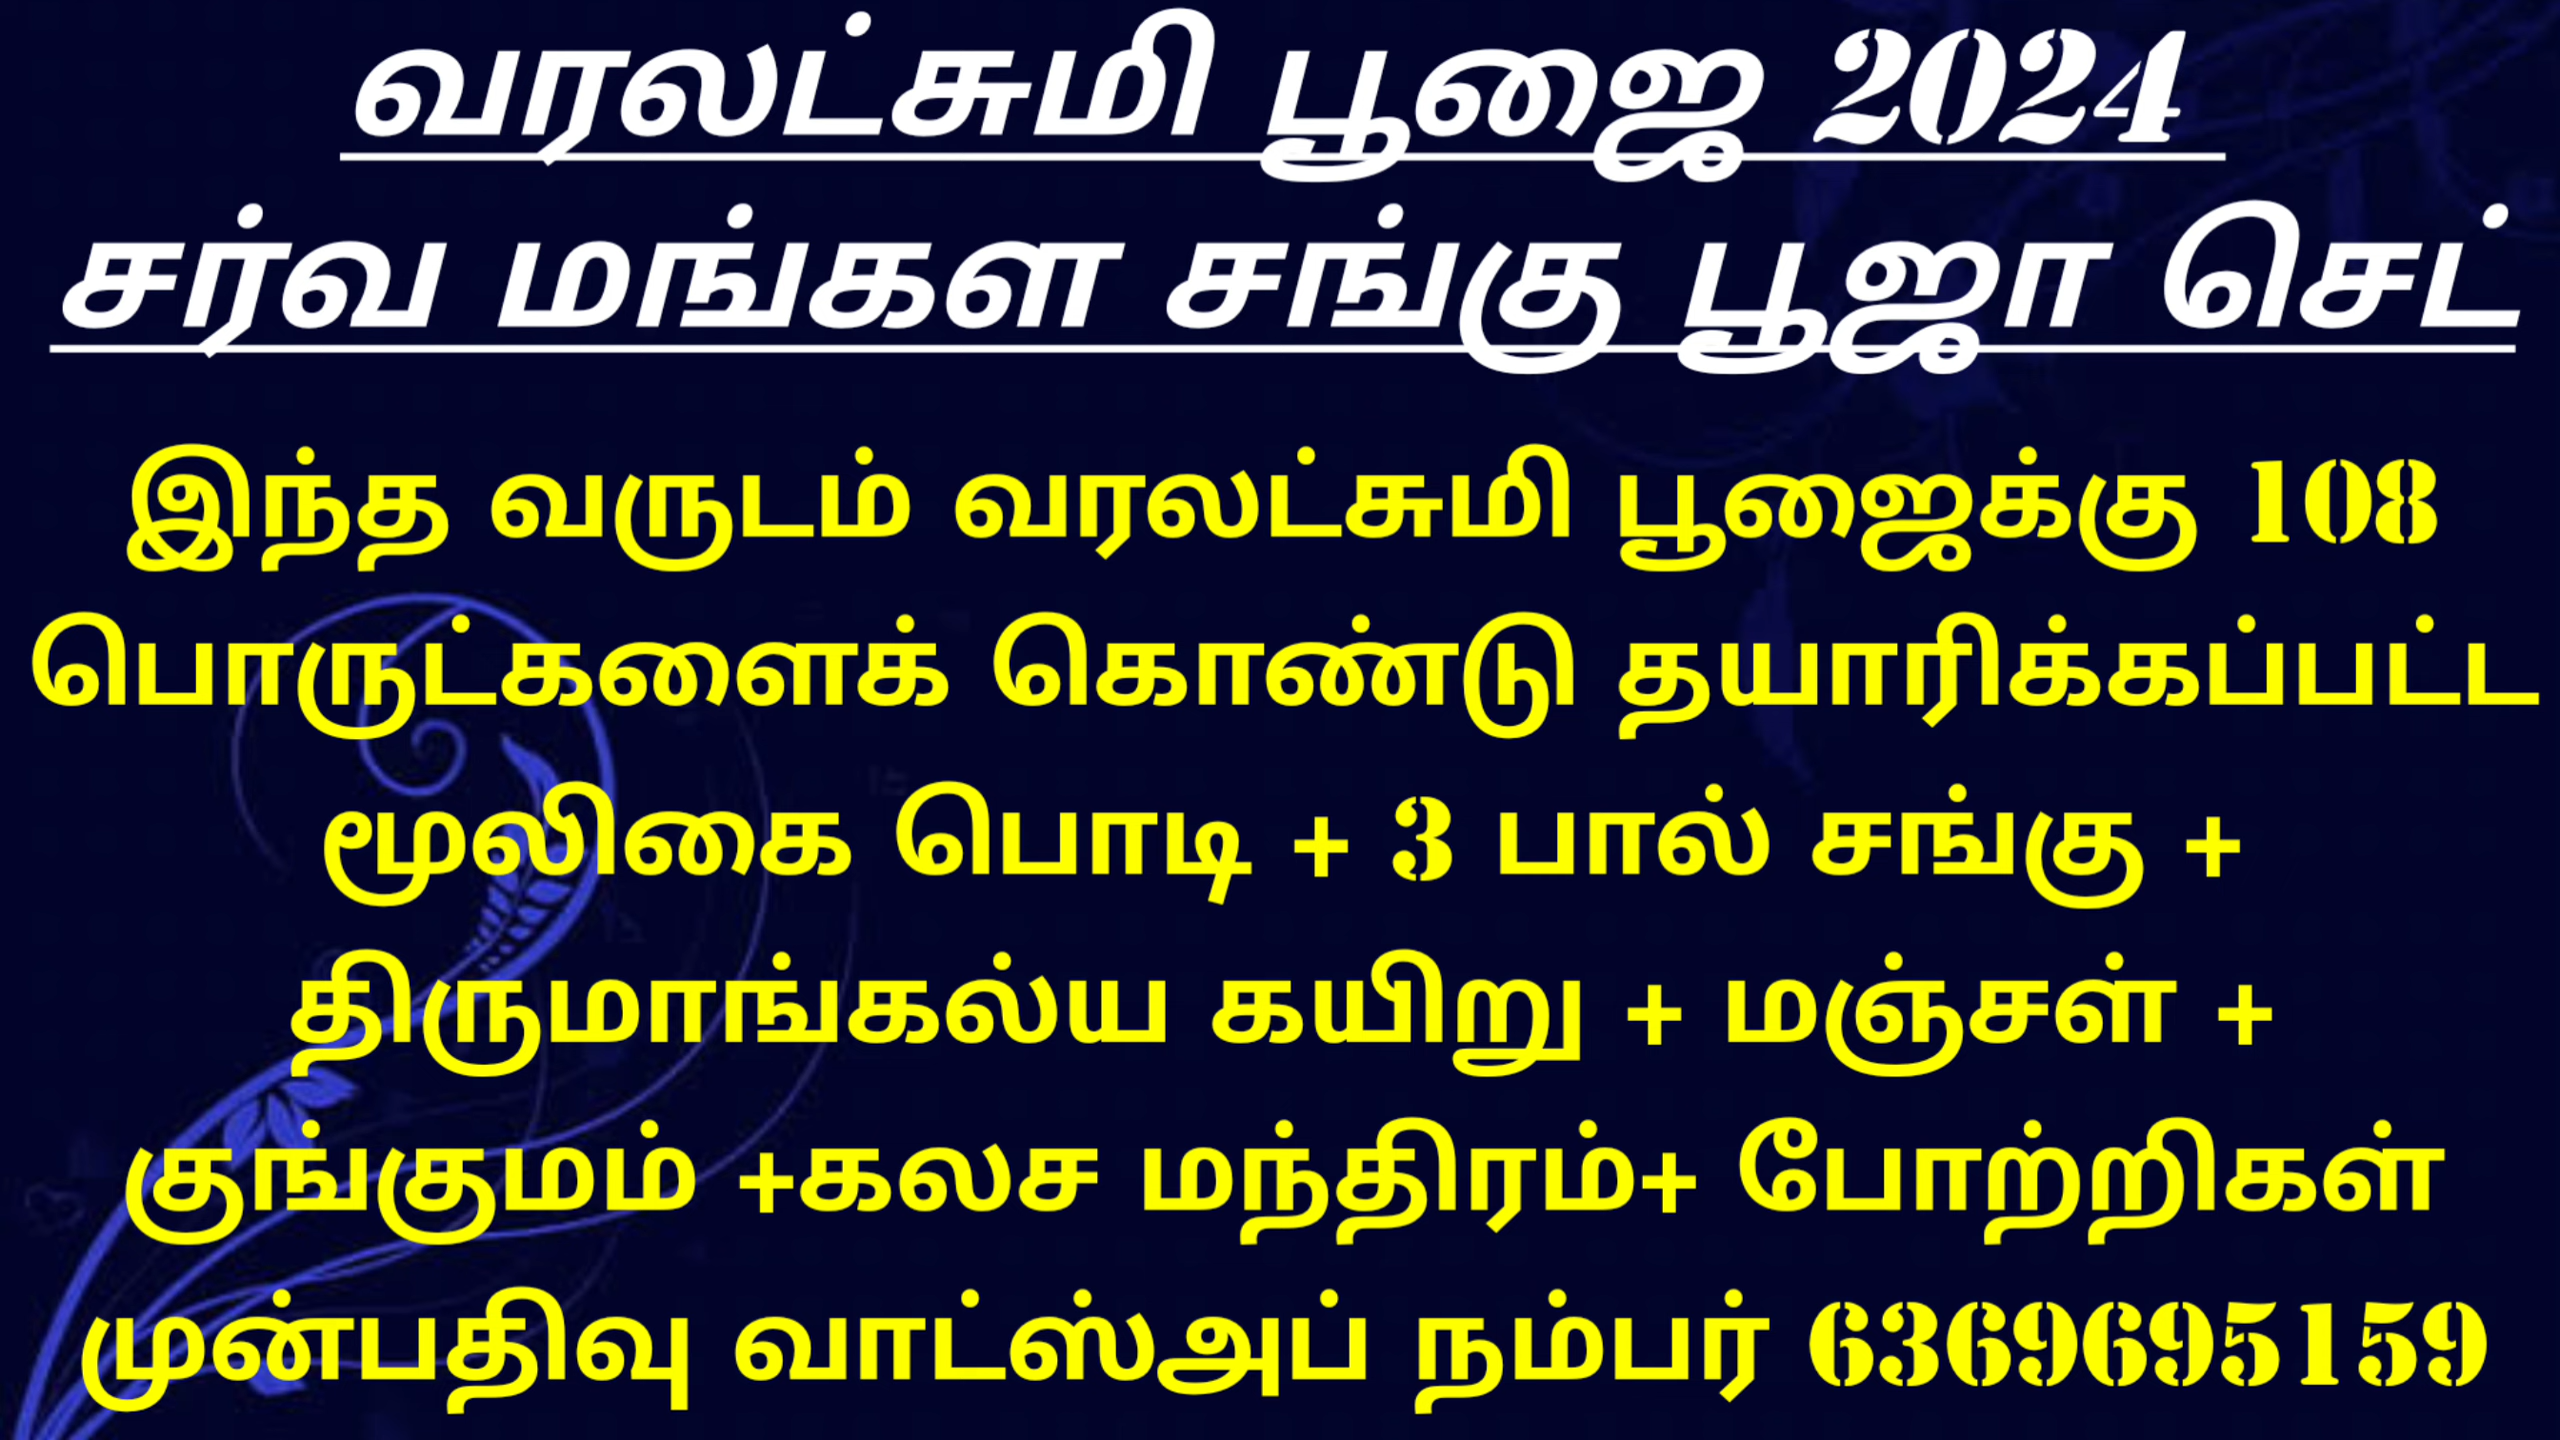 வரலட்சுமி பூஜை 2024
சர்வ மங்கள சங்கு பூஜா செட்
இந்த வருடம் வரலட்சுமி பூஜைக்கு 108
பொருட்களைக் கொண்டு தயாரிக்கப்பட்ட
மூலிகை பொடி + 3 பால் சங்கு +
திருமாங்கல்ய கயிறு + மஞ்சள் +
குங்குமம் +கலச மந்திரம்+ போற்றிகள்
முன்பதிவு வாட்ஸ்அப் நம்பர் 6369695159